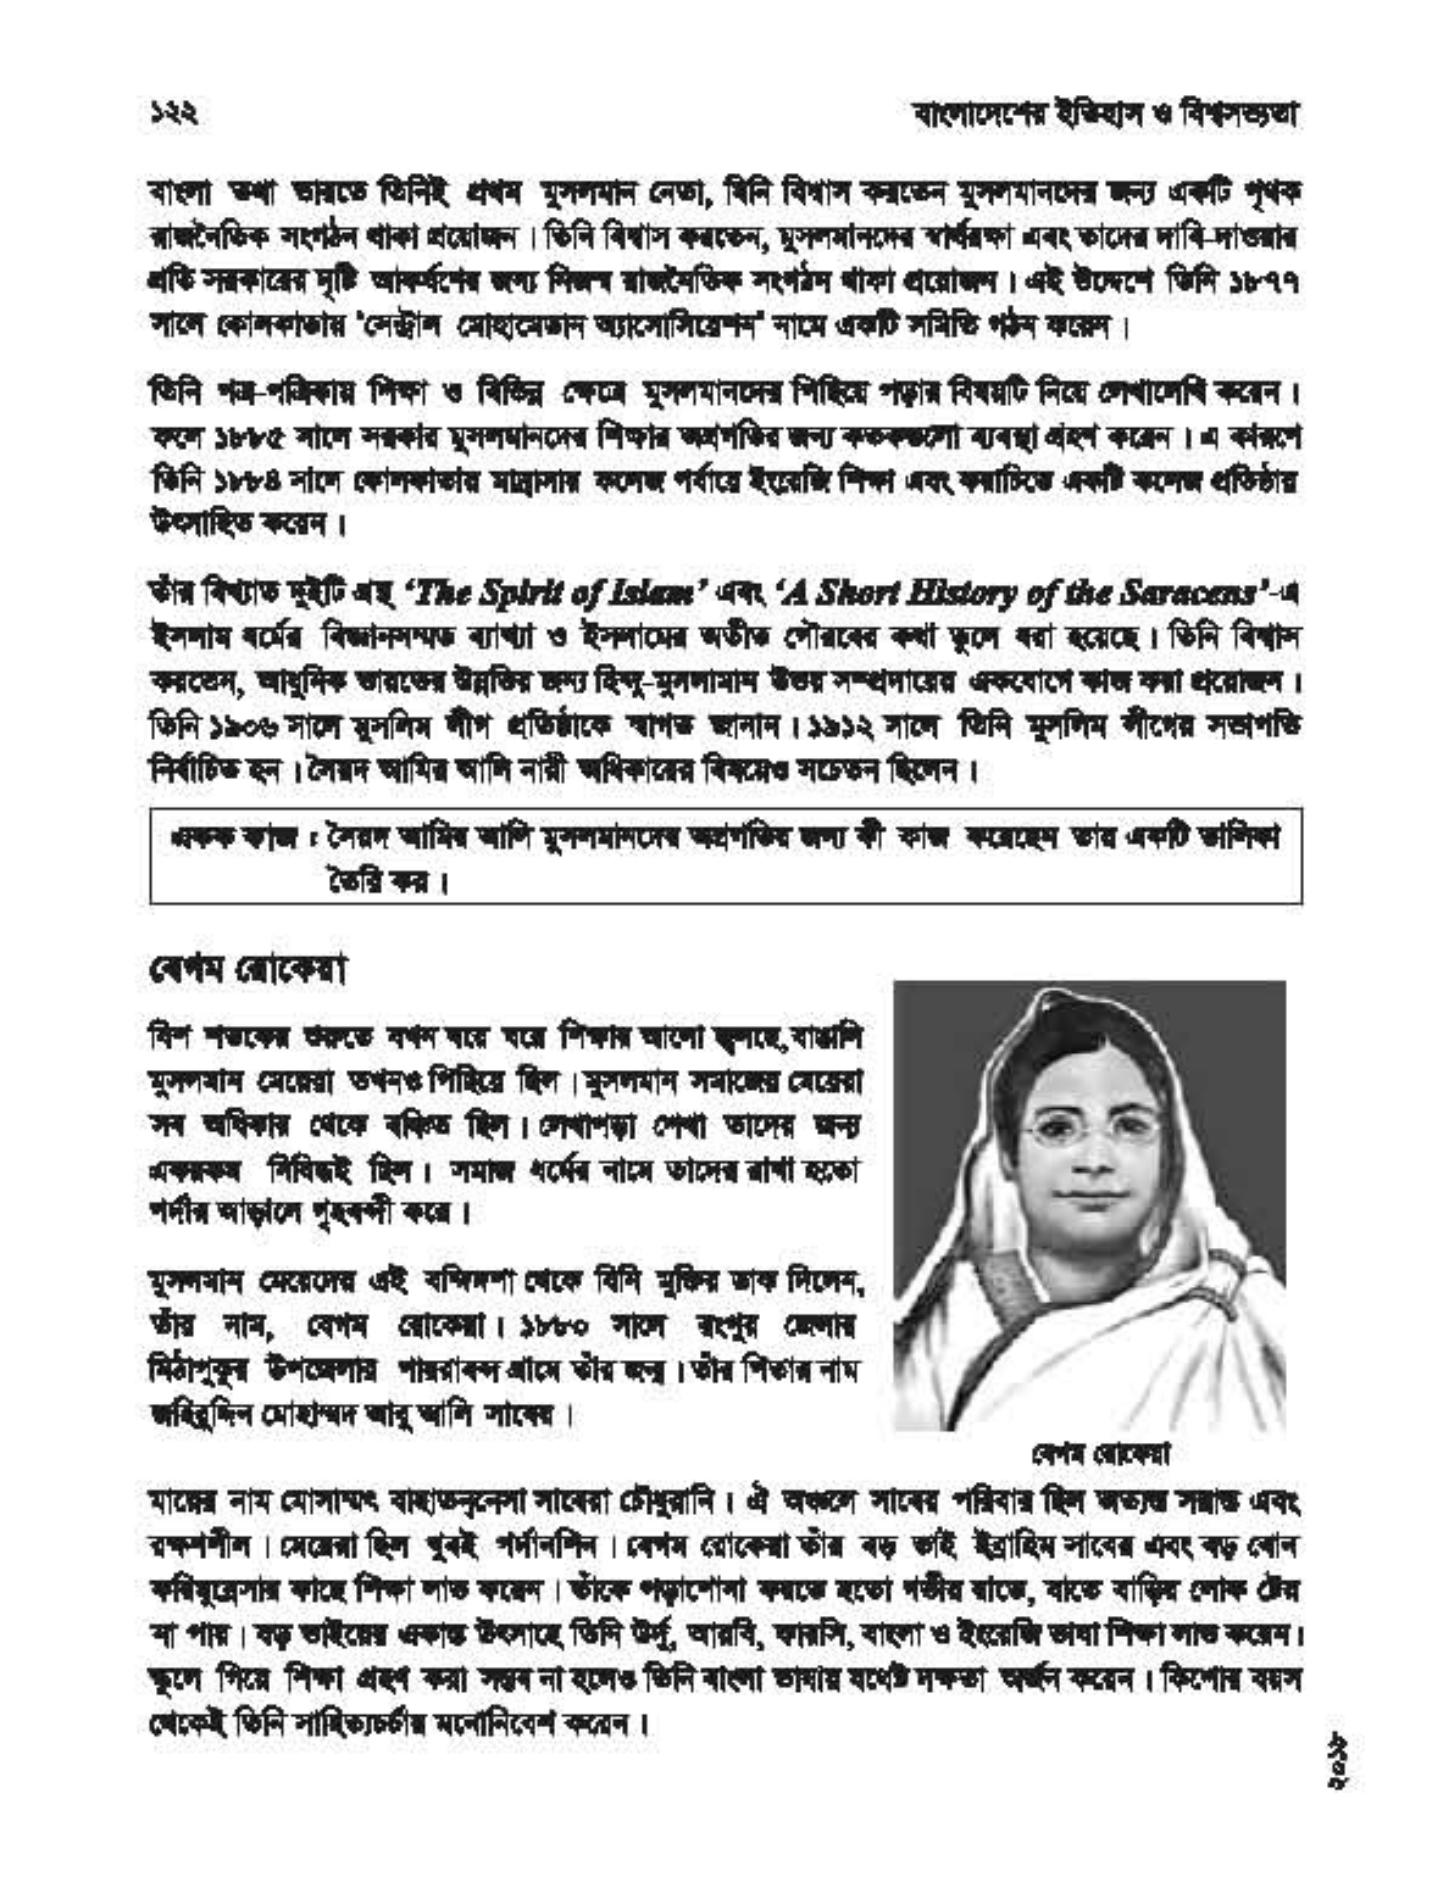 ১২২
বাংলাদেশের ইতিহাস ও বিশ্বসভ্যতা
বাংলা তথা ভারতে তিনিই প্রথম মুসলমান নেতা, যিনি বিশ্বাস করতেন মুসলমানদের জন্য একটি পৃথক
রাজনৈতিক সংগঠন থাকা প্রয়োজন। তিনি বিশ্বাস করতেন, মুসলমানদের স্বার্থরক্ষা এবং তাদের দাবি-দাওয়ার
প্রতি সরকারের দৃষ্টি আকর্ষণের জন্য নিজস্ব রাজনৈতিক সংগঠন থাকা প্রয়োজন। এই উদ্দেশে তিনি ১৮৭৭
সালে কোলকাতায় 'সেন্ট্রাল মোহামেডান অ্যাসোসিয়েশন' নামে একটি সমিতি গঠন করেন।
তিনি পত্র-পত্রিকায় শিক্ষা ও বিভিন্ন ক্ষেত্রে মুসলমানদের পিছিয়ে পড়ার বিষয়টি নিয়ে লেখালেখি করেন।
ফলে ১৮৮৫ সালে সরকার মুসলমানদের শিক্ষার অগ্রগতির জন্য কতকগুলো ব্যবস্থা গ্রহণ করেন। এ কারণে
তিনি ১৮৮৪ সালে কোলকাতার মাদ্রাসার কলেজ পর্যায়ে ইংরেজি শিক্ষা এবং করাচিতে একটি কলেজ প্রতিষ্ঠায়
উৎসাহিত করেন।
তাঁর বিখ্যাত দুইটি গ্রন্থ ‘The Spirit of Islam’ এবং ‘A Short History of the Saracens’-এ
ইসলাম ধর্মের বিজ্ঞানসম্মত ব্যাখ্যা ও ইসলামের অতীত গৌরবের কথা তুলে ধরা হয়েছে। তিনি বিশ্বাস
করতেন, আধুনিক ভারতের উন্নতির জন্য হিন্দু-মুসলামান উভয় সম্প্রদায়ের একযোগে কাজ করা প্রয়োজন।
তিনি ১৯০৬ সালে মুসলিম লীগ প্রতিষ্ঠাকে স্বাগত জানান। ১৯১২ সালে তিনি মুসলিম লীগের সভাপতি
নির্বাচিত হন। সৈয়দ আমির আলি নারী অধিকারের বিষয়েও সচেতন ছিলেন।
একক কাজ : সৈয়দ আমির আলি মুসলমানদের অগ্রগতির জন্য কী কাজ করেছেন তার একটি তালিকা
তৈরি কর।
বেগম রোকেয়া
বিশ শতকের শুরুতে যখন ঘরে ঘরে শিক্ষার আলো জ্বলছে, বাঙালি
মুসলমান মেয়েরা তখনও পিছিয়ে ছিল। মুসলমান সমাজের মেয়েরা
সব অধিকার থেকে বঞ্চিত ছিল। লেখাপড়া শেখা তাদের জন্য
একরকম নিষিদ্ধই ছিল। সমাজ ধর্মের নামে তাদের রাখা হতো
পর্দার আড়ালে গৃহবন্দী করে।
মুসলমান মেয়েদের এই বন্দিদশা থেকে যিনি মুক্তির ডাক দিলেন,
তাঁর নাম, বেগম রোকেয়া। ১৮৮০ সালে রংপুর জেলার
মিঠাপুকুর উপজেলার পায়রাবন্দ গ্রামে তাঁর জন্ম। তাঁর পিতার নাম
জহিরুদ্দিন মোহাম্মদ আবু আলি সাবের।
বেগম রোকেয়া
মায়ের নাম মোসাম্মৎ রাহাতননেসা সাবেরা চৌধুরানি। ঐ অঞ্চলে সাবের পরিবার ছিল অত্যন্ত সম্ভ্রান্ত এবং
রক্ষণশীল। মেয়েরা ছিল খুবই পর্দানশিন। বেগম রোকেয়া তাঁর বড় ভাই ইব্রাহিম সাবের এবং বড় বোন
করিমুন্নেসার কাছে শিক্ষা লাভ করেন। তাঁকে পড়াশোনা করতে হতো গভীর রাতে, যাতে বাড়ির লোক টের
না পায়। বড় ভাইয়ের একান্ত উৎসাহে তিনি উর্দু, আরবি, ফারসি, বাংলা ও ইংরেজি ভাষা শিক্ষা লাভ করেন।
স্কুলে গিয়ে শিক্ষা গ্রহণ করা সম্ভব না হলেও তিনি বাংলা ভাষায় যথেষ্ট দক্ষতা অর্জন করেন। কিশোর বয়স
থেকেই তিনি সাহিত্যচর্চায় মনোনিবেশ করেন।
২০১৮